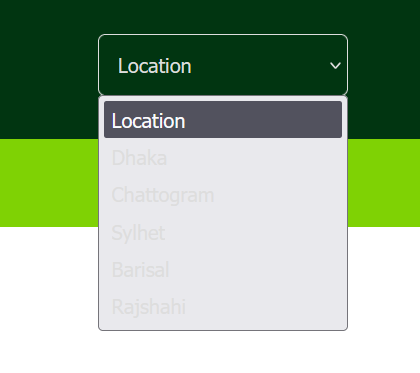 Location
Location
Dhaka
Chattogram
Sylhet
Barisal
Rajshahi